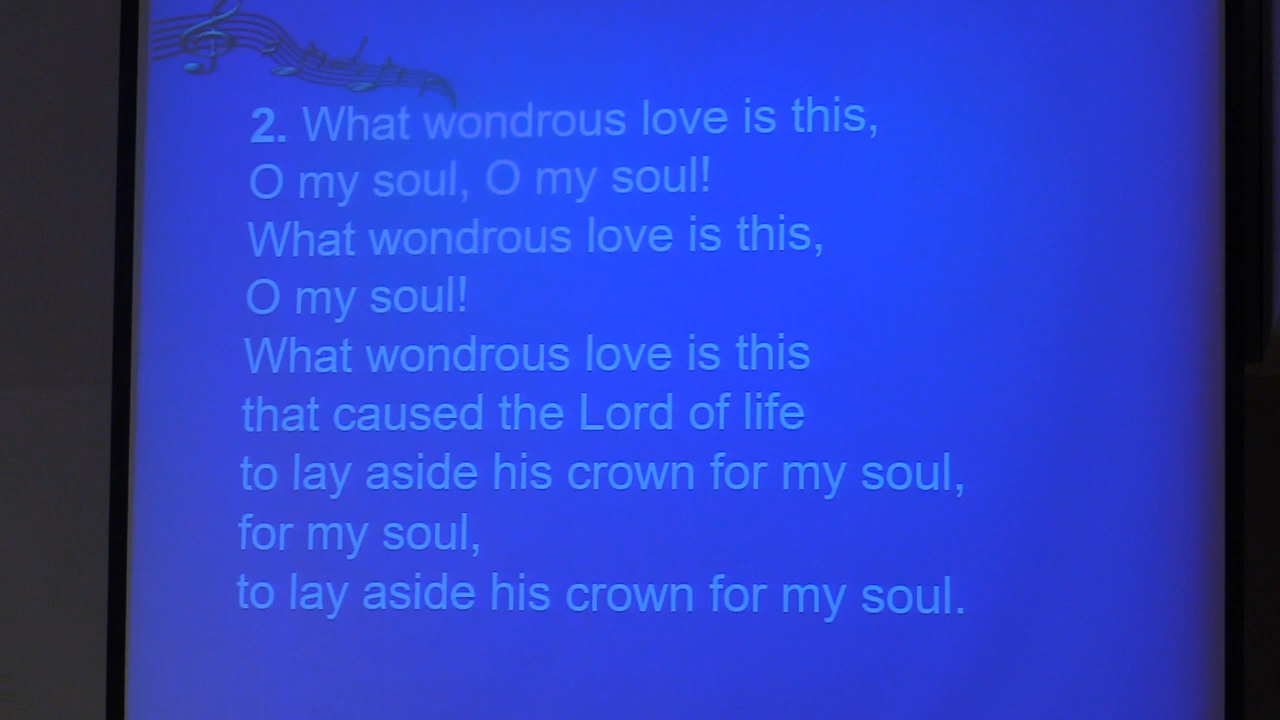 2. What wondrous love is this,
O my soul, O my soul!
What wondrous love is this,
O my soul!
What wondrous love is this
that caused the Lord of life
to lay aside his crown for my soul,
for my soul,
to lay aside his crown for my soul.